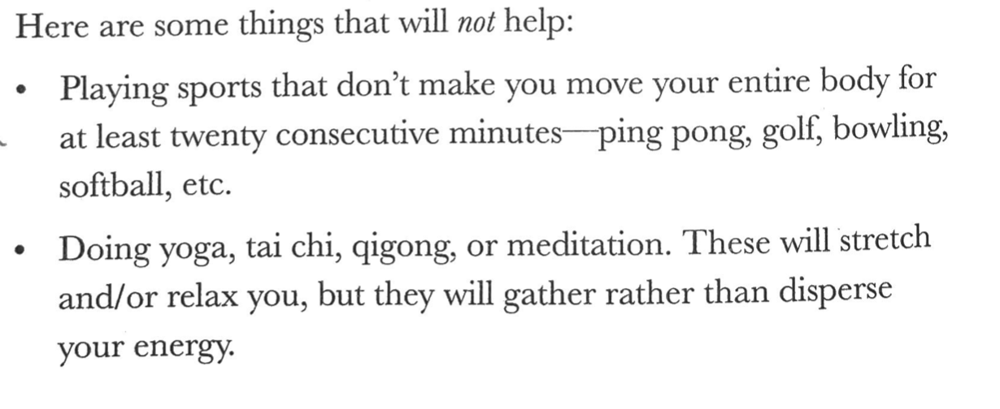 Here are some things that will not help:
• Playing sports that don't make you move your entire body for
at least twenty consecutive minutes—ping pong, golf, bowling,
softball, etc.
• Doing yoga, tai chi, qigong, or meditation. These will stretch
and/or relax you, but they will gather rather than disperse
your energy.